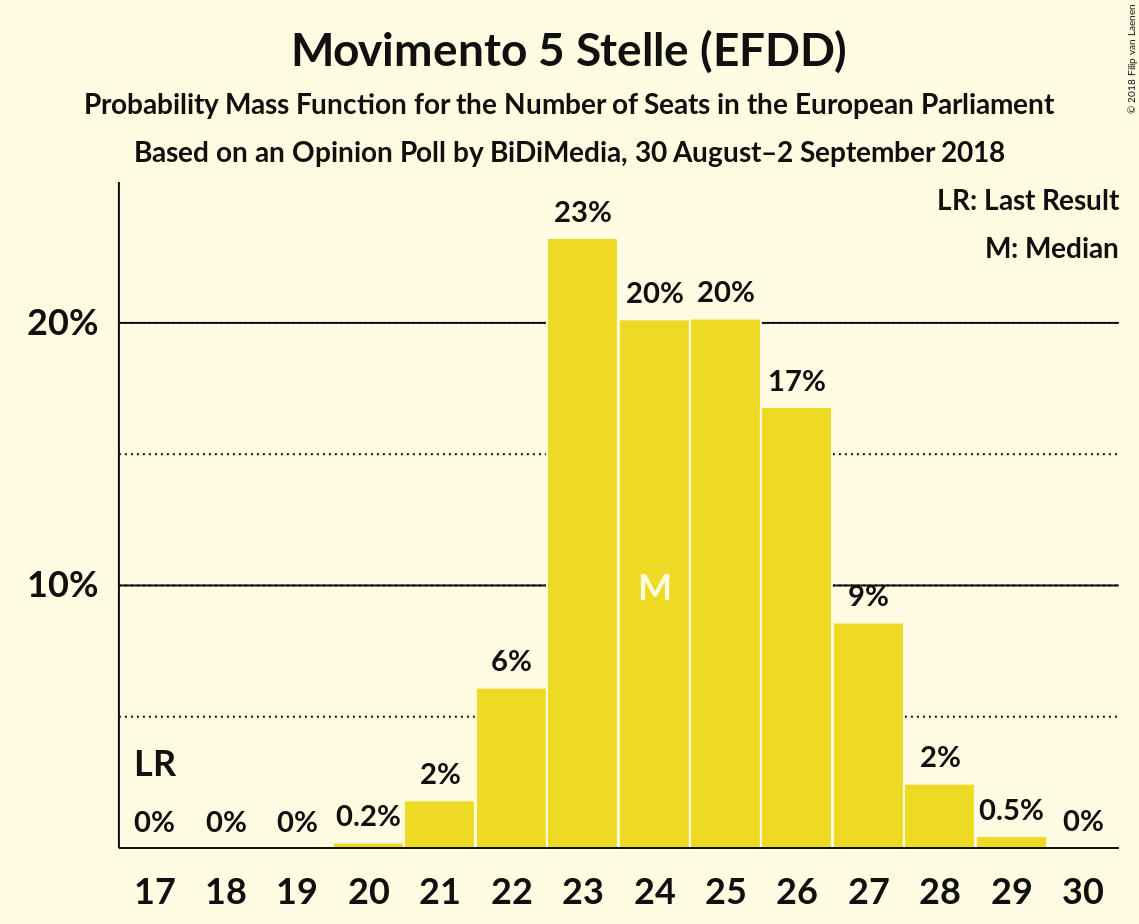 Movimento 5 Stelle (EFDD)
Probability Mass Function for the Number of Seats in the European Parliament
Based on an Opinion Poll by BiDiMedia, 30 August–2 September 2018
© 2018 Filip van Laenen
LR: Last Result
M: Median
23%
20%
20%
20%
17%
M
10%
9%
6%
LR
2%
2%
0%
0%
0%
0.2%
0.5%
0%
17 18 19 20 21 22 23 24 25 26 27 28 29 30